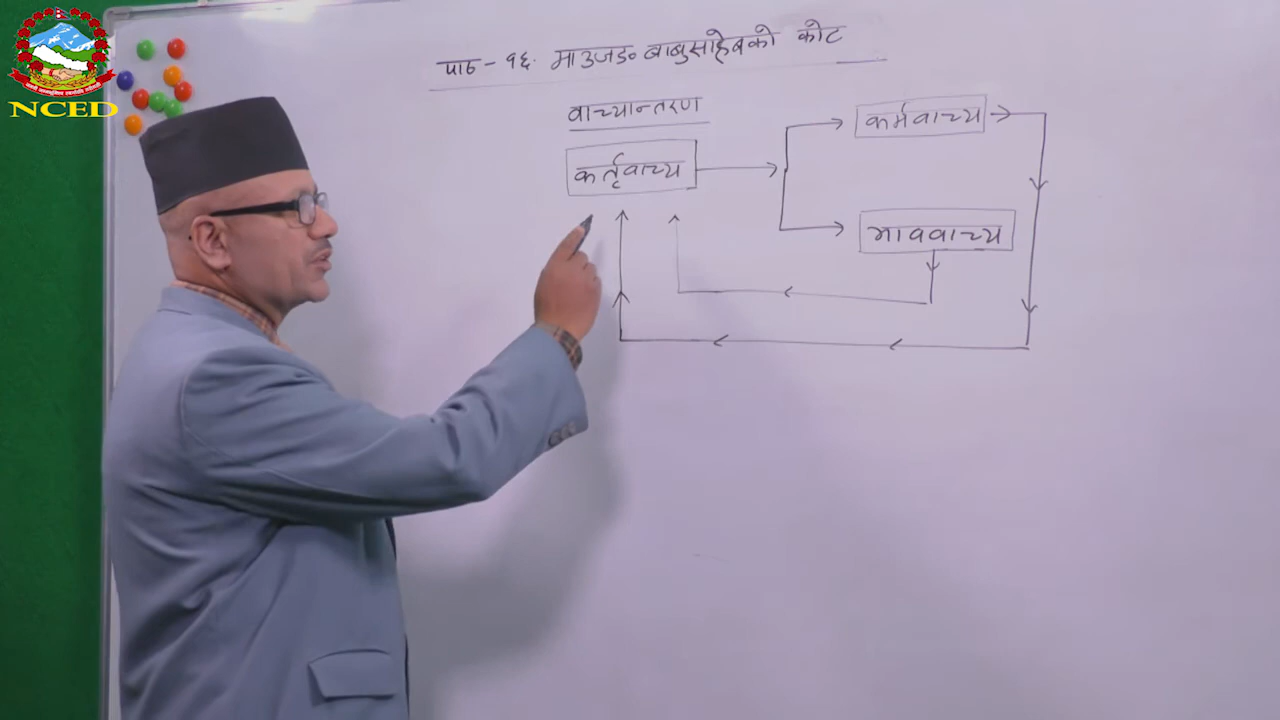 NCED
पाठ - १६. माउजङ बाबुसाहेबको कोट
वाच्यान्तरण
कर्तृवाच्य
कर्मवाच्य
भाववाच्य